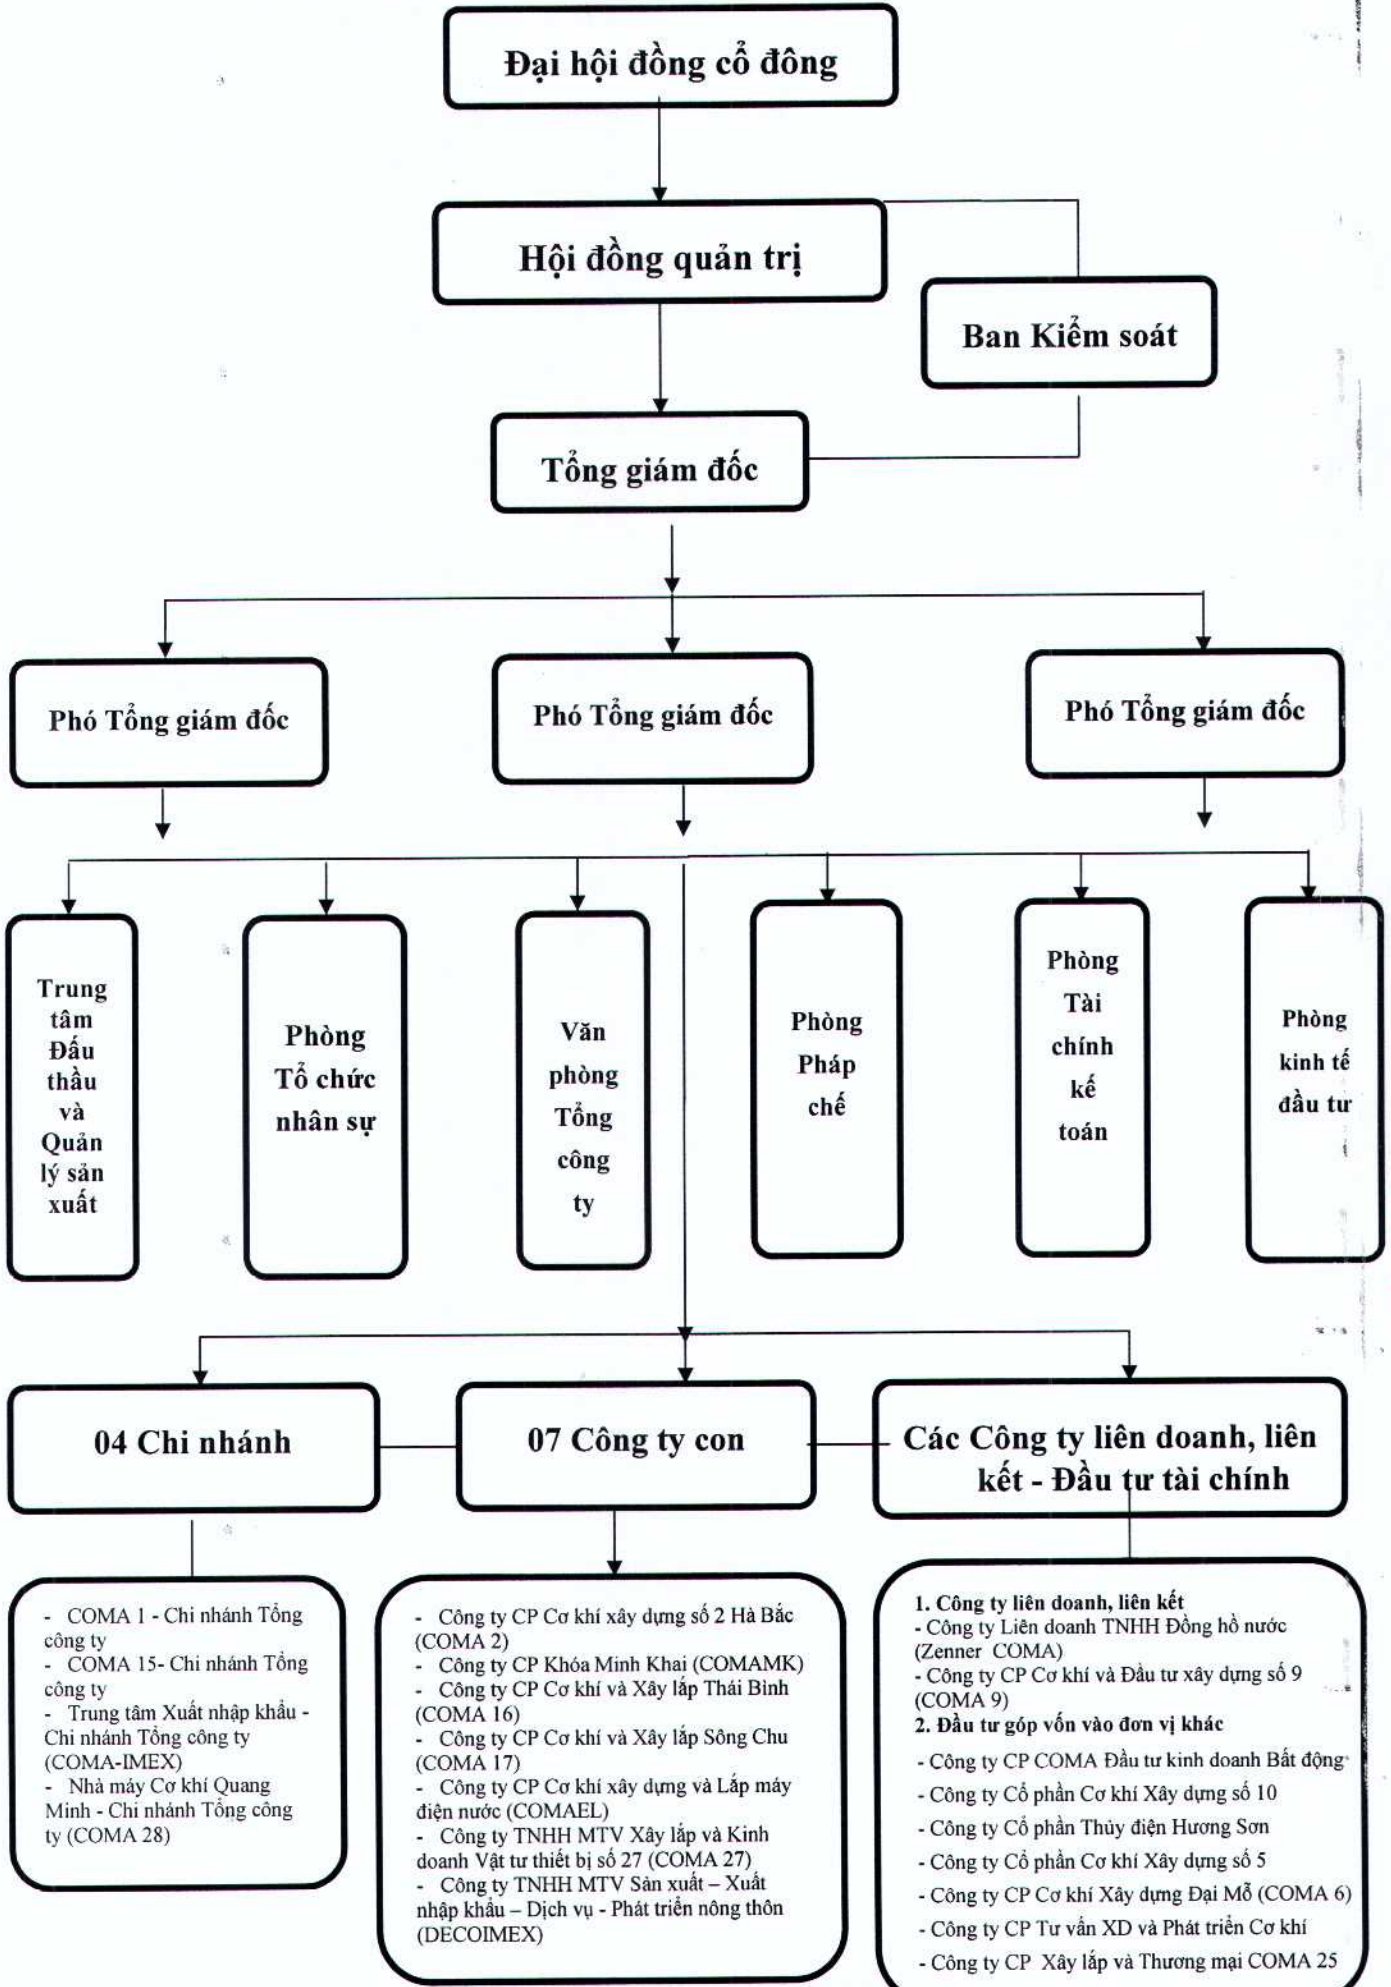 Đại hội đồng cổ đông
Hội đồng quản trị
Ban Kiểm soát
Tổng giám đốc
Phó Tổng giám đốc
Phó Tổng giám đốc
Phó Tổng giám đốc
Trung
tâm
Đấu
thầu
và
Quản
lý sản
xuất
Phòng
Tổ chức
nhân sự
Văn
phòng
Tổng
công
ty
Phòng
Pháp
chế
Phòng
Tài
chính
kế
toán
Phòng
kinh tế
đầu tư
04 Chi nhánh
07 Công ty con
Các Công ty liên doanh, liên
kết - Đầu tư tài chính
- COMA 1 - Chi nhánh Tổng
công ty
- COMA 15- Chi nhánh Tổng
công ty
- Trung tâm Xuất nhập khẩu -
Chi nhánh Tổng công ty
(COMA-IMEX)
- Nhà máy Cơ khí Quang
Minh - Chi nhánh Tổng công
ty (COMA 28)
- Công ty CP Cơ khí xây dựng số 2 Hà Bắc
(COMA 2)
- Công ty CP Khóa Minh Khai (COMAMK)
- Công ty CP Cơ khí và Xây lắp Thái Bình
(COMA 16)
- Công ty CP Cơ khí và Xây lắp Sông Chu
(COMA 17)
- Công ty CP Cơ khí xây dựng và Lắp máy
điện nước (COMAEL)
- Công ty TNHH MTV Xây lắp và Kinh
doanh Vật tư thiết bị số 27 (COMA 27)
- Công ty TNHH MTV Sản xuất – Xuất
nhập khẩu – Dịch vụ - Phát triển nông thôn
(DECOIMEX)
1. Công ty liên doanh, liên kết
- Công ty Liên doanh TNHH Đồng hồ nước
(Zenner COMA)
- Công ty CP Cơ khí và Đầu tư xây dựng số 9
(COMA 9)
2. Đầu tư góp vốn vào đơn vị khác
- Công ty CP COMA Đầu tư kinh doanh Bất động
- Công ty Cổ phần Cơ khí Xây dựng số 10
- Công ty Cổ phần Thủy điện Hương Sơn
- Công ty Cổ phần Cơ khí Xây dựng số 5
- Công ty CP Cơ khí Xây dựng Đại Mỗ (COMA 6)
- Công ty CP Tư vấn XD và Phát triển Cơ khí
- Công ty CP Xây lắp và Thương mại COMA 25